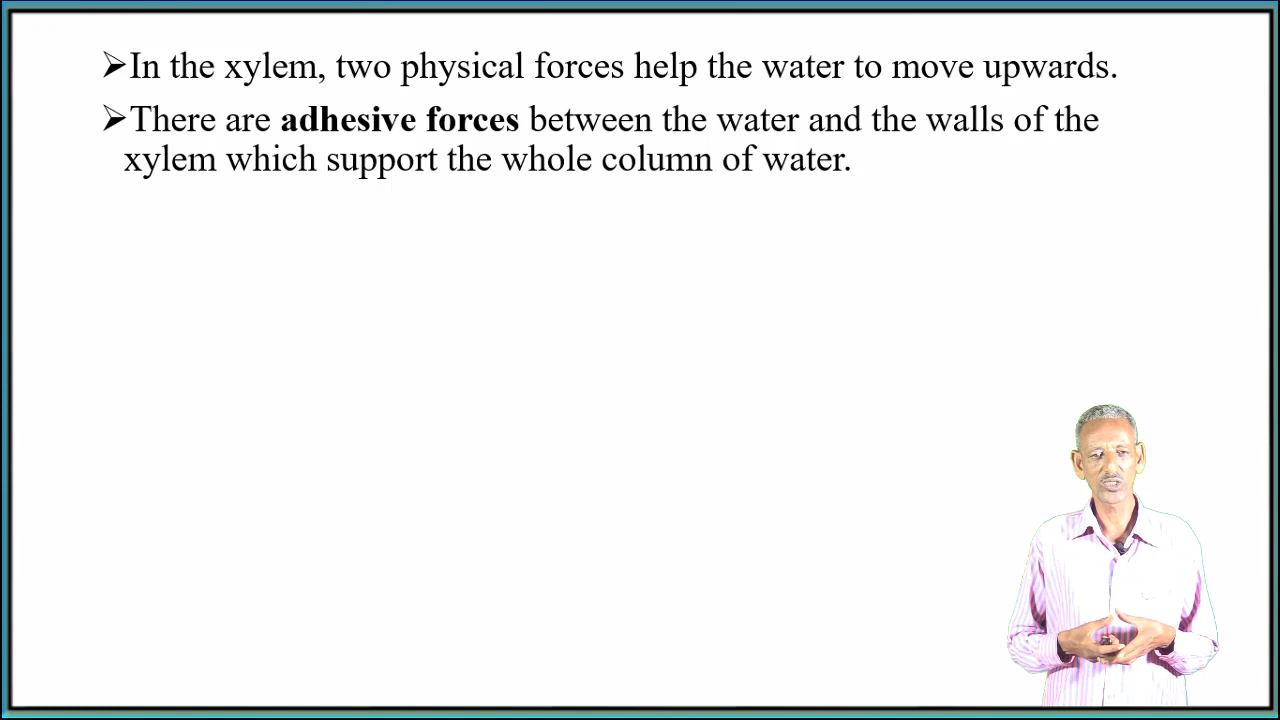 ➢In the xylem, two physical forces help the water to move upwards.
➢There are adhesive forces between the water and the walls of the
xylem which support the whole column of water.